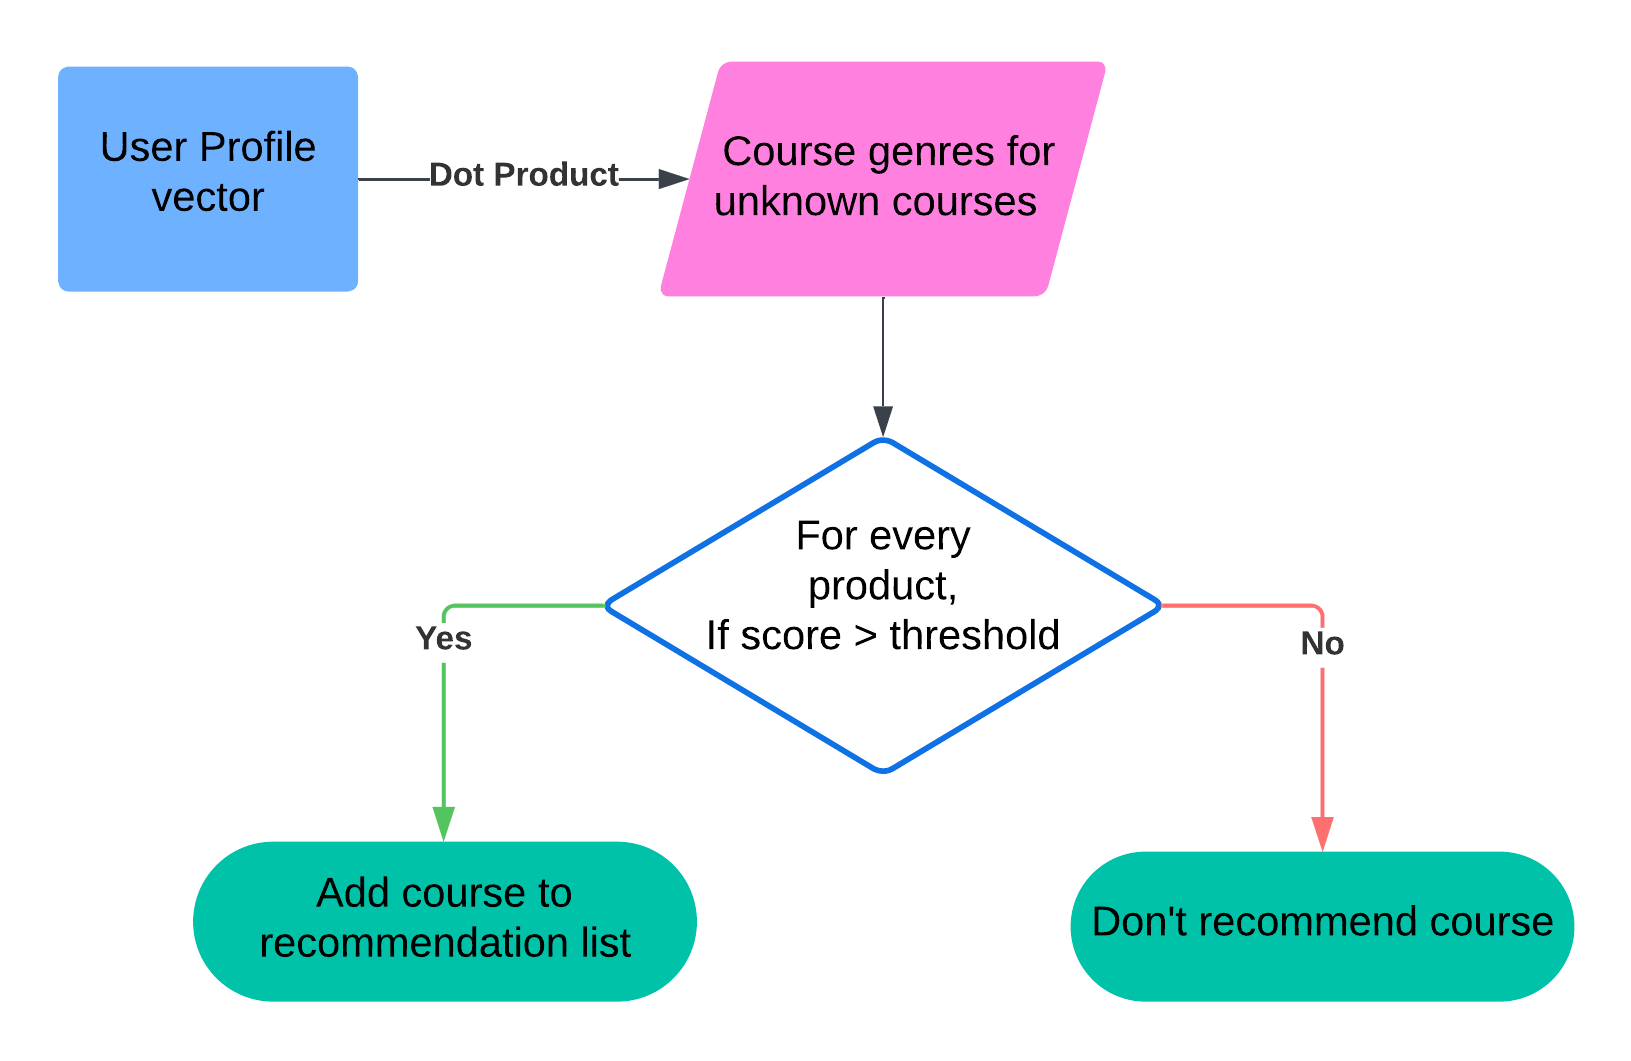 User Profile
vector
Dot Product
Course genres for
unknown courses
For every
product,
If score > threshold
Yes
No
Add course to
recommendation list
Don't recommend course